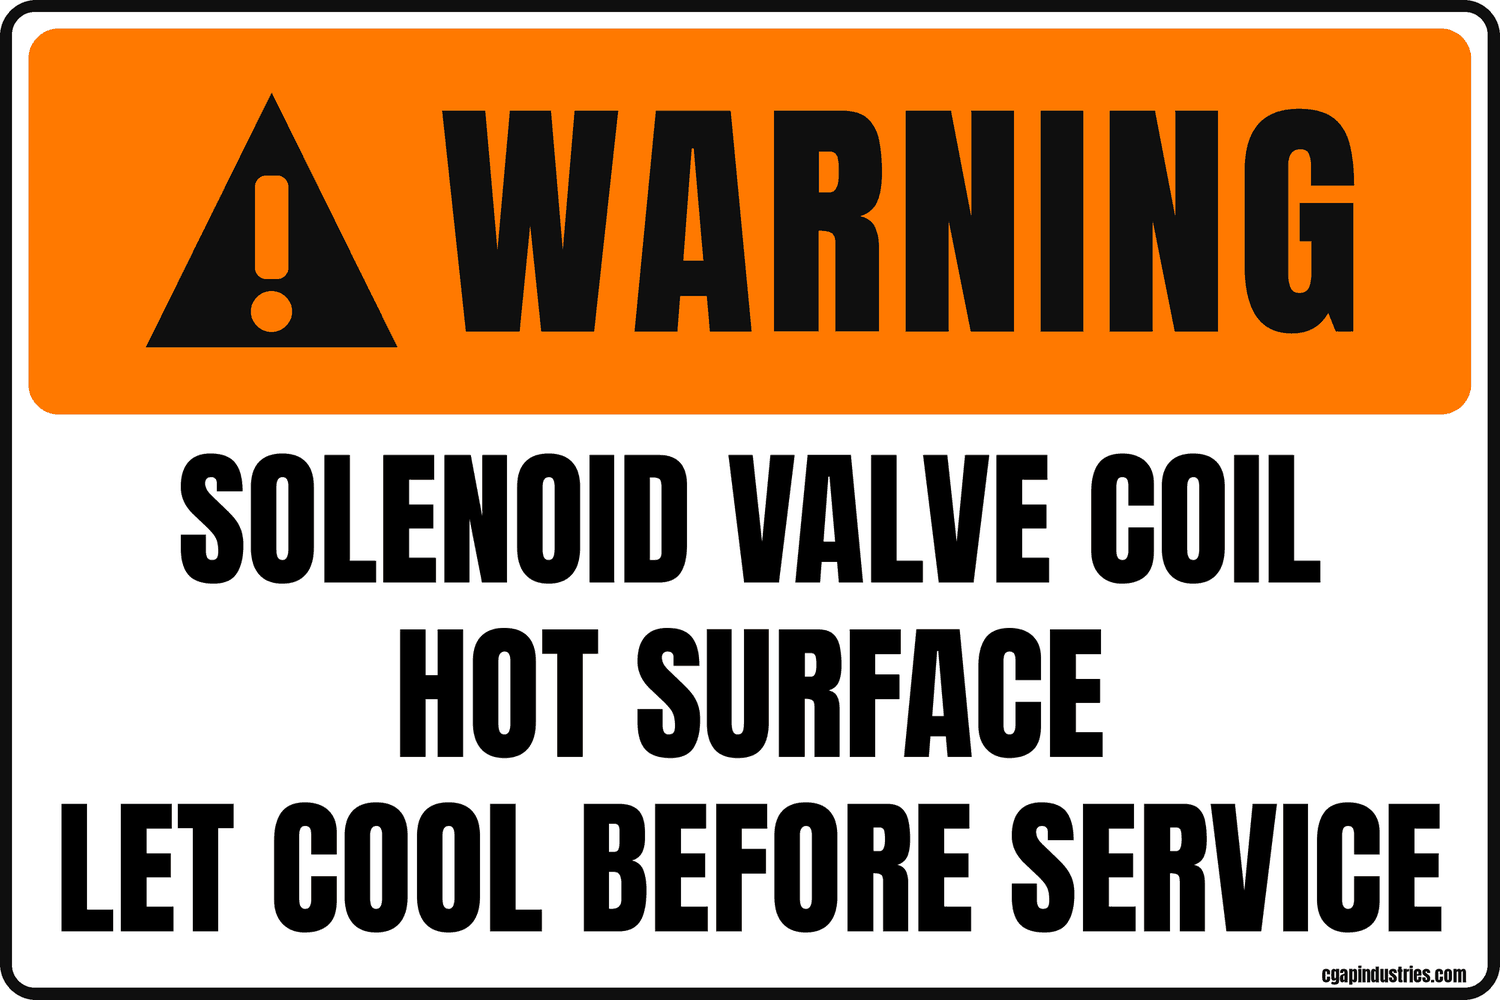 WARNING
SOLENOID VALVE COIL
HOT SURFACE
LET COOL BEFORE SERVICE
cgapindustries.com